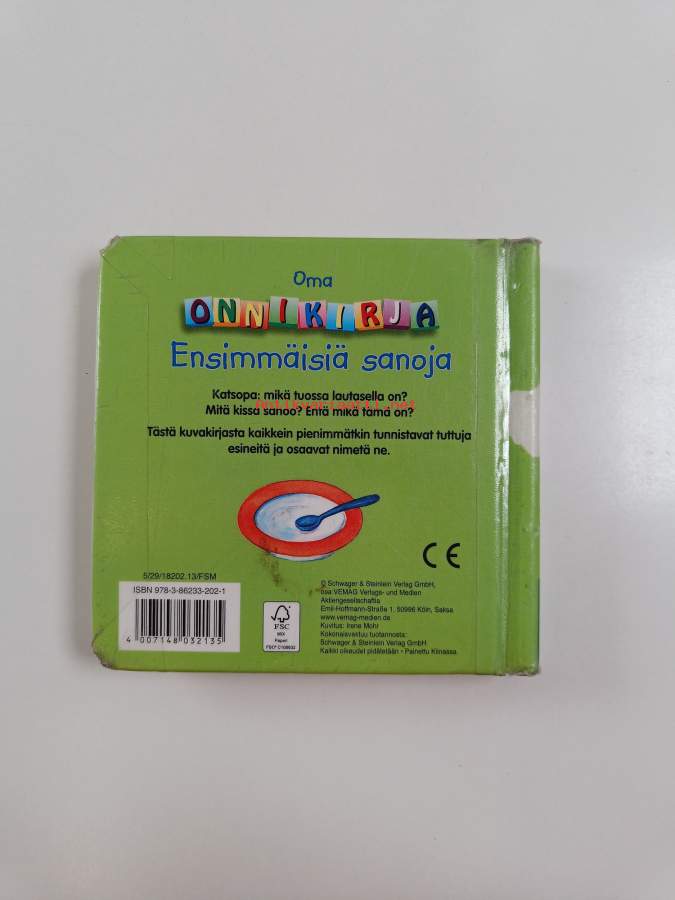 Oma
ONNIKIRJA
Ensimmäisiä sanoja
Katsopa: mikä tuossa lautasella on?
antikvariaatti.net
Mitä kissa sanoo? Entä mikä tämä on?
Tästä kuvakirjasta kaikkein pienimmätkin tunnistavat tuttuja
esineitä ja osaavat nimetä ne.
CE
5/29/18202.13/FSM
ISBN 978-3-86233-202-1
4 007148 032135
FSC
MIX
Paperi
© Schwager & Steinlein Verlag GmbH,
osa VEMAG Verlags- und Medien
Aktiengesellschaftia
Emil-Hoffmann-Straße 1, 50996 Köln, Saksa
www.vemag-medien.de
Kuvitus: Irene Mohr
Kokonaisvastuu tuotannosta:
Schwager & Steinlein Verlag GmbH
Kaikki oikeudet pidätetään • Painettu Kiinassa